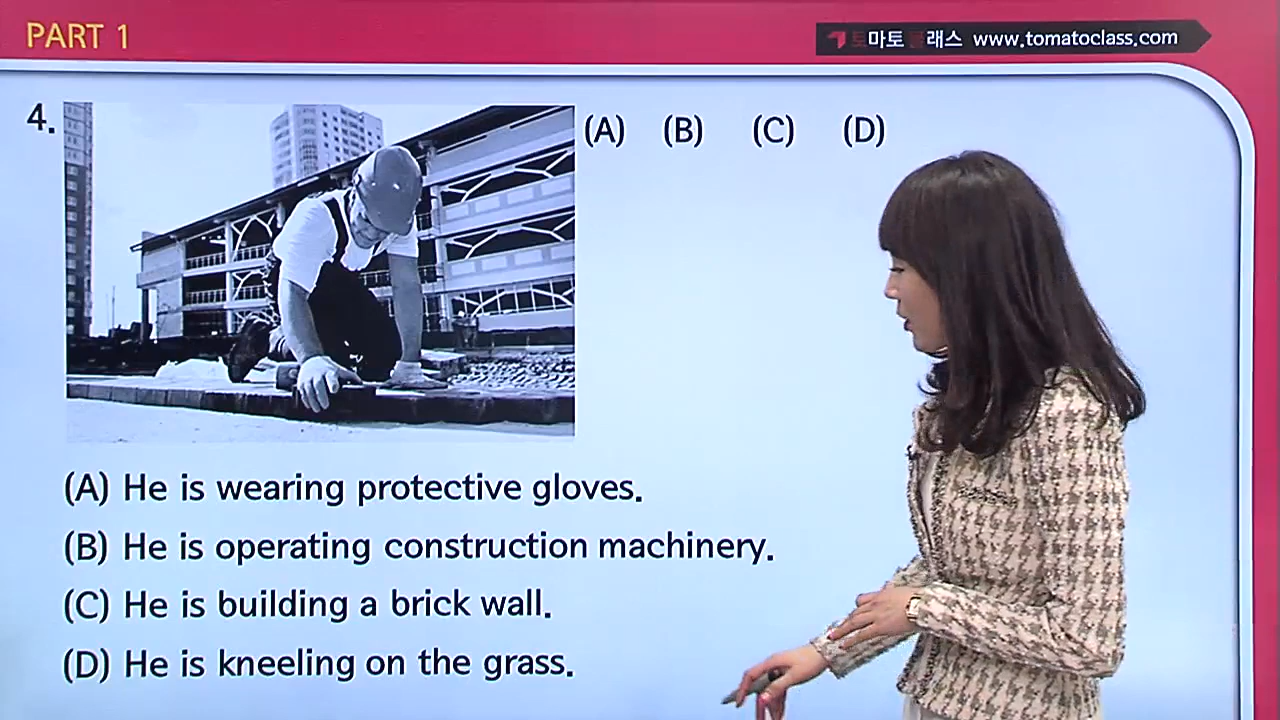 PART 1
토마토클래스 www.tomatoclass.com
4.
(A) (B) (C) (D)
(A) He is wearing protective gloves.
(B) He is operating construction machinery.
(C) He is building a brick wall.
(D) He is kneeling on the grass.